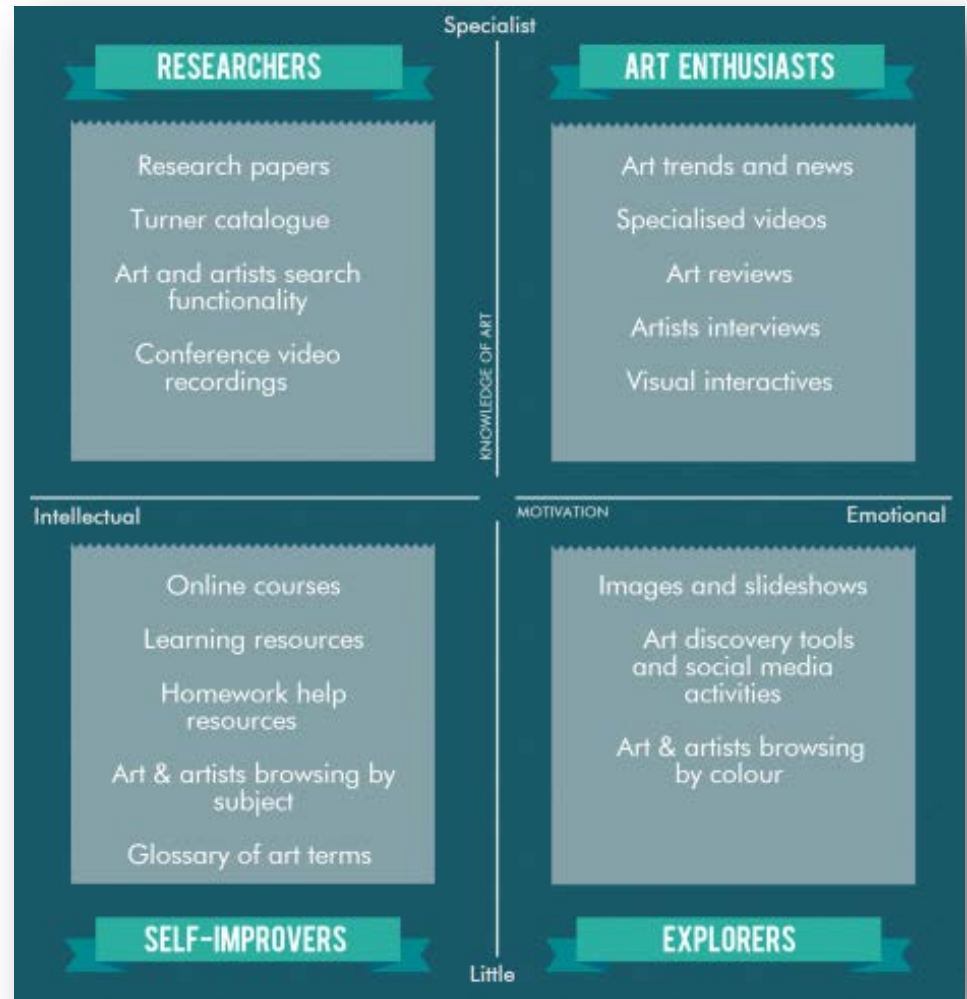 Specialist
RESEARCHERS
Research papers
Turner catalogue
Art and artists search
functionality
Conference video
recordings
ART ENTHUSIASTS
Art trends and news
Specialised videos
Art reviews
Artists interviews
Visual interactives
KNOWLEDGE OF ART
Intellectual
MOTIVATION
Emotional
Online courses
Learning resources
Homework help
resources
Art & artists browsing by
subject
Glossary of art terms
SELF-IMPROVERS
Images and slideshows
Art discovery tools
and social media
activities
Art & artists browsing
by colour
EXPLORERS
Little